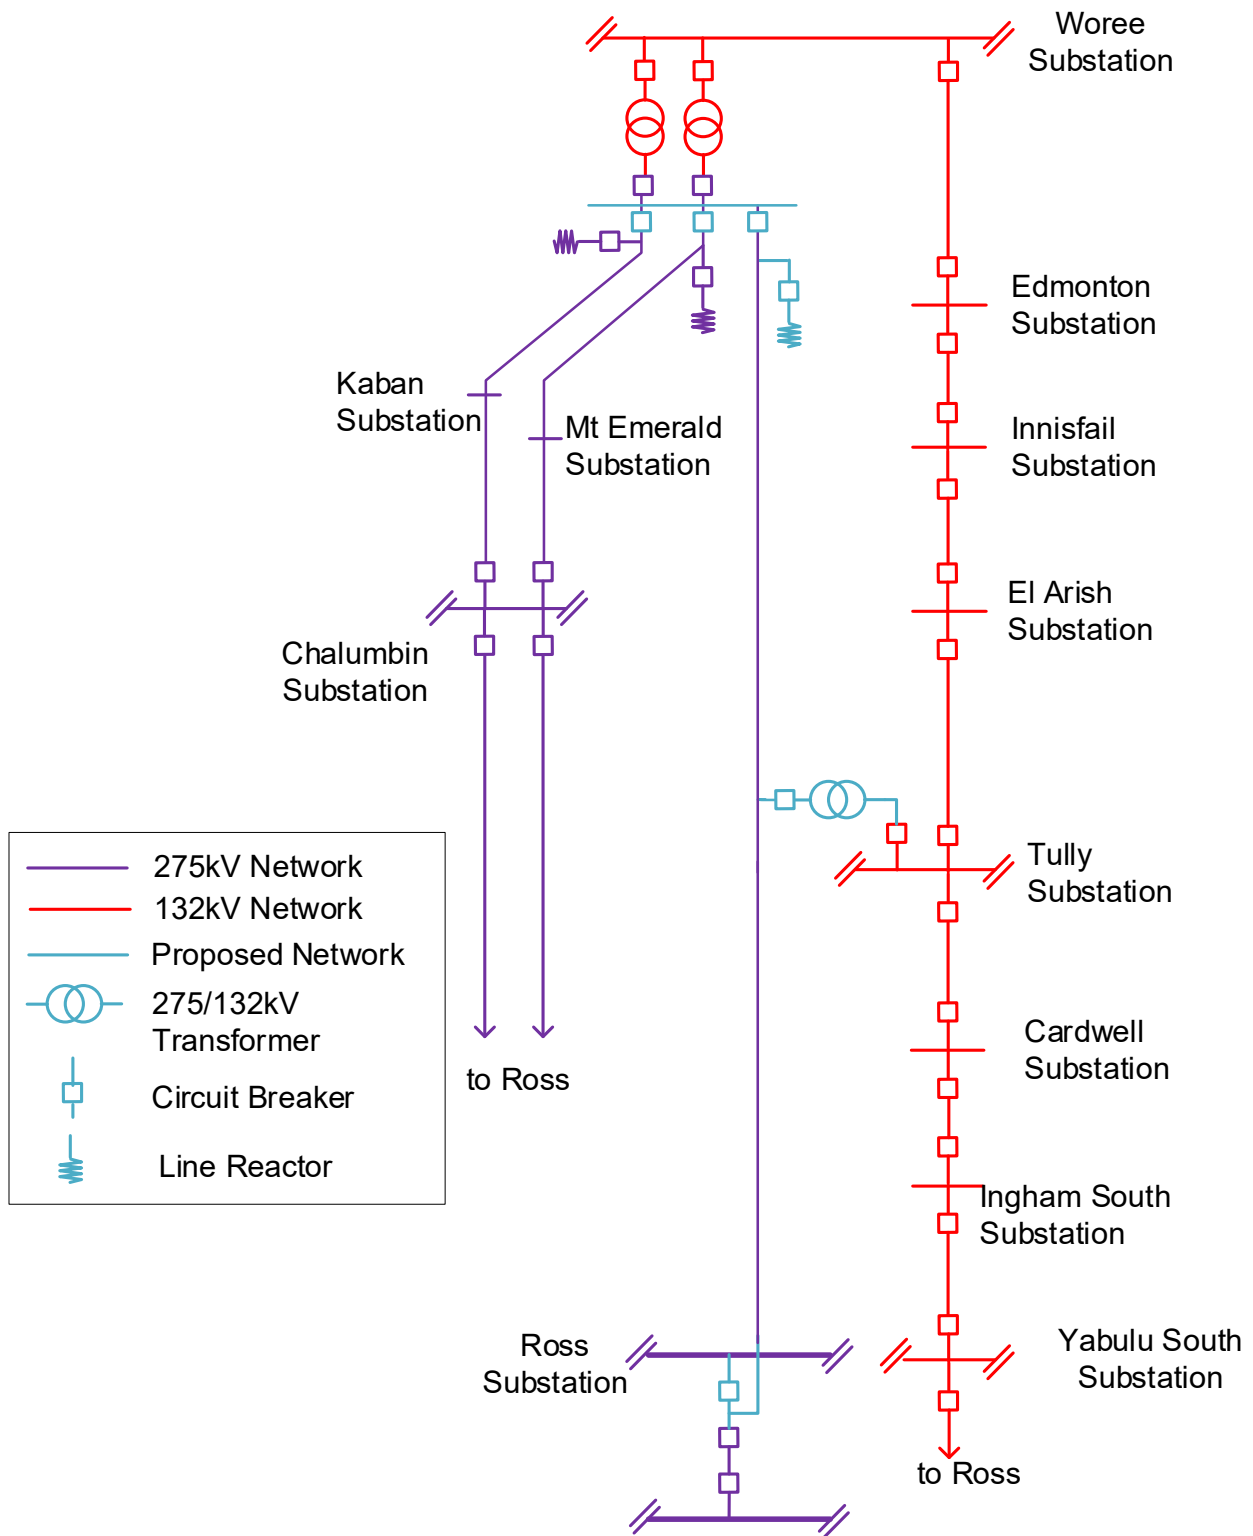 Woree
Substation
Edmonton
Substation
Kaban
Substation
Mt Emerald
Substation
Innisfail
Substation
El Arish
Substation
Chalumbin
Substation
Tully
Substation
275kV Network
132kV Network
Proposed Network
275/132kV
Transformer
Circuit Breaker
Line Reactor
to Ross
Cardwell
Substation
Ingham South
Substation
Ross
Substation
Yabulu South
Substation
to Ross